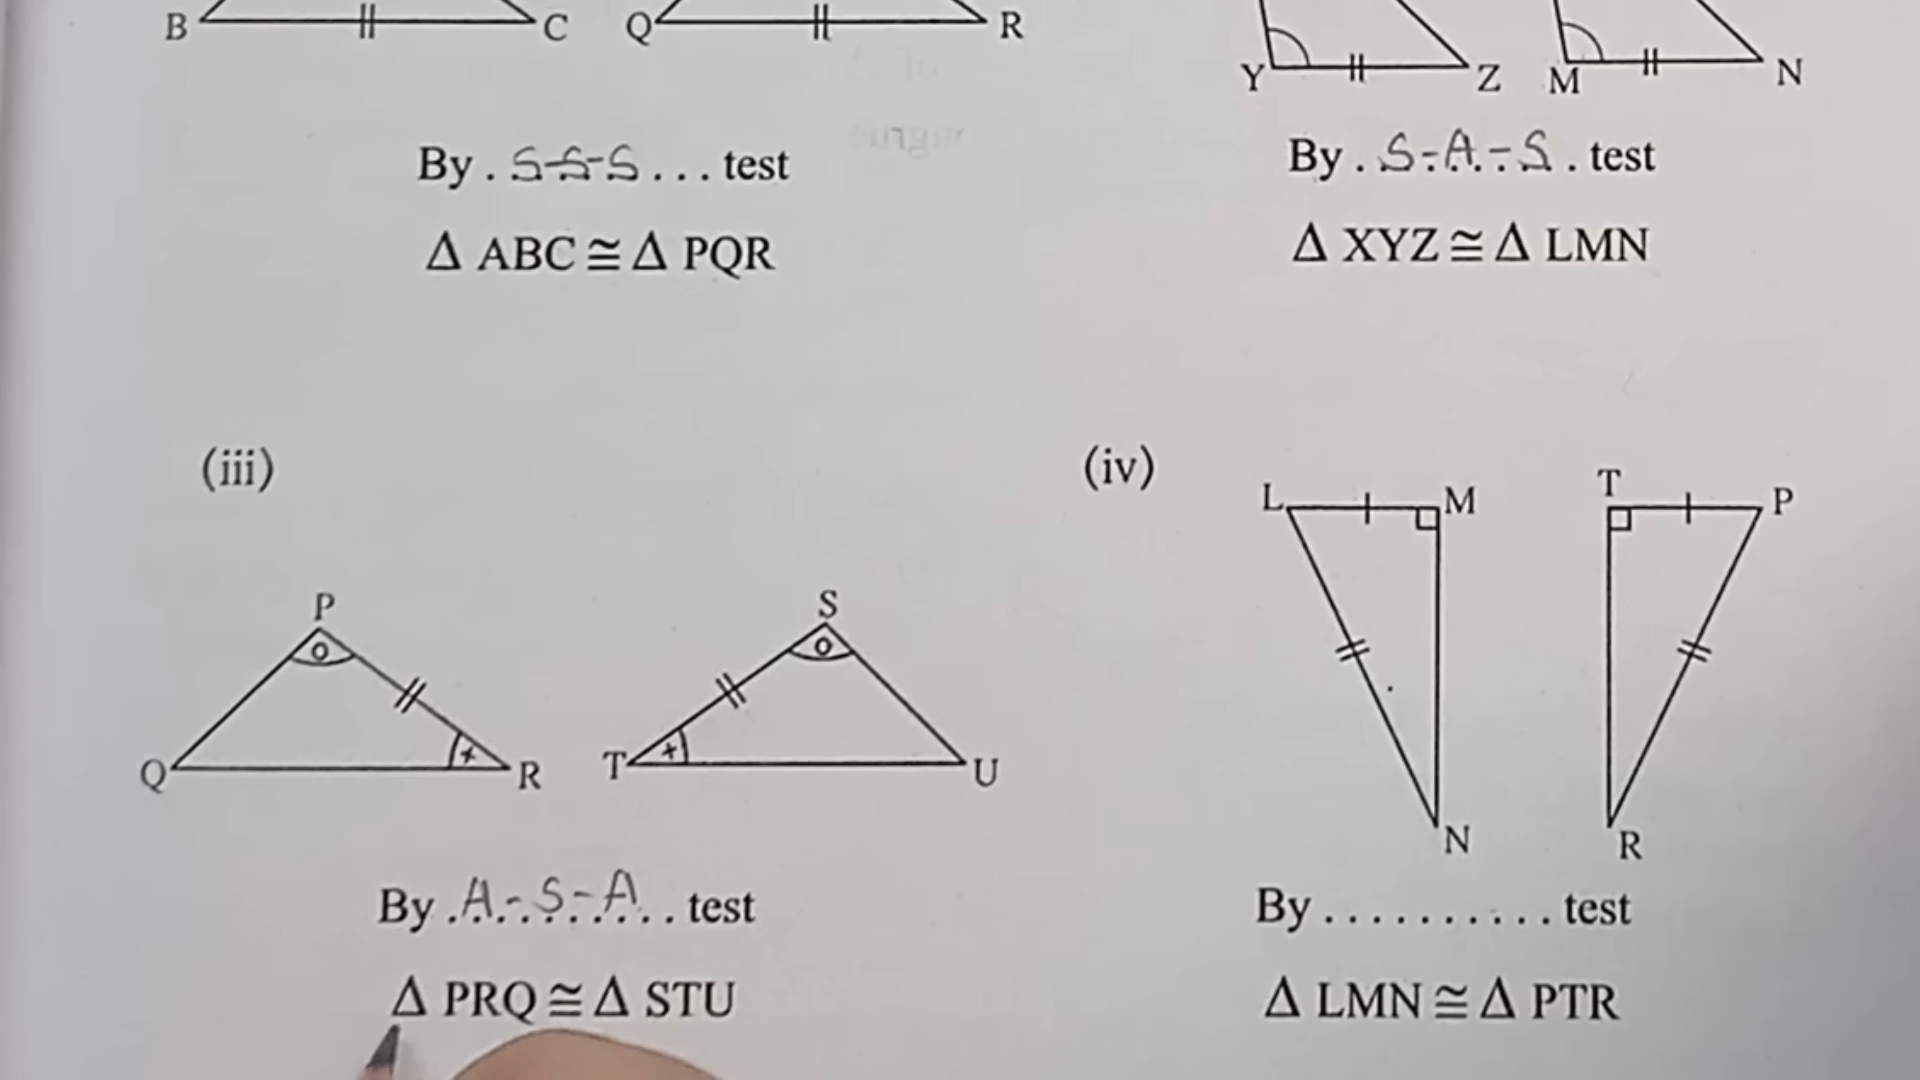 B C Q R
Y Z M N
By . S-S-S ... test
By . S-A-S . test
Δ ABC ≅ Δ PQR
Δ XYZ ≅ Δ LMN
(iii)
(iv)
L M T P
P S
Q R T U
N R
By .A-S-A.. test
By .......... test
Δ PRQ ≅ Δ STU
Δ LMN ≅ Δ PTR